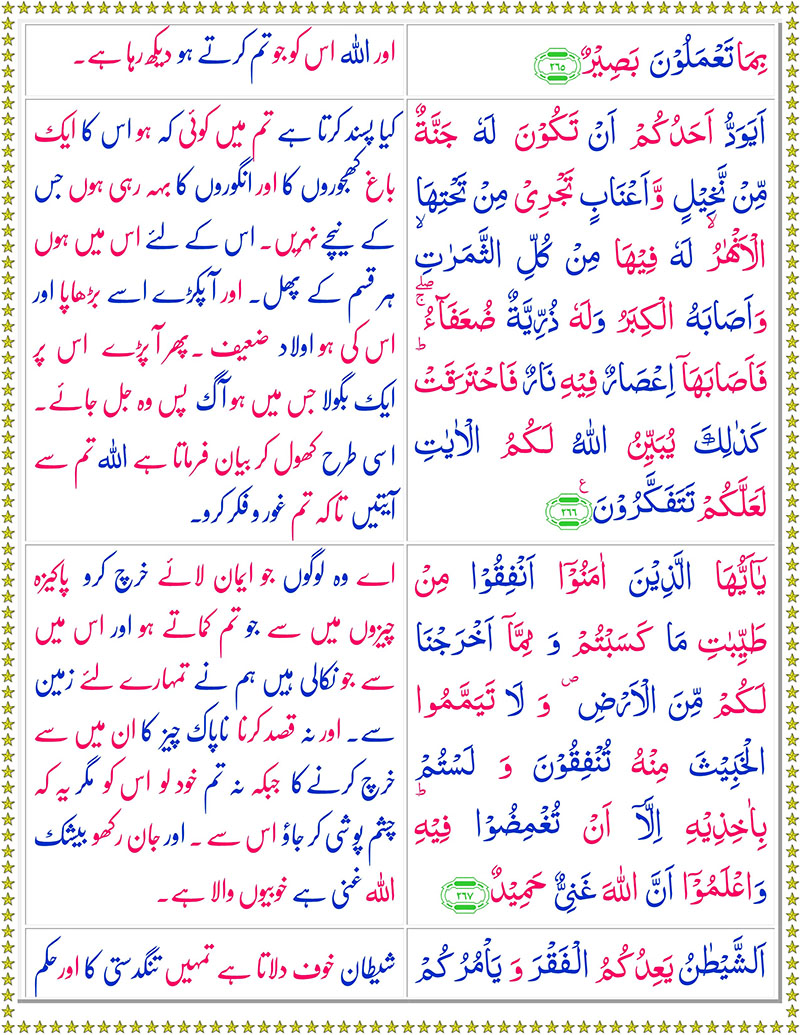 بِمَا تَعْمَلُوْنَ بَصِيْرٌ ۝۲۶۵
اور اللہ اس کو جو تم کرتے ہو دیکھ رہا ہے۔
اَيَوَدُّ اَحَدُكُمْ اَنْ تَكُوْنَ لَهٗ جَنَّةٌ
مِّنْ نَّخِيْلٍ وَّاَعْنَابٍ تَجْرِيْ مِنْ تَحْتِهَا
الْاَنْهٰرُ ۙ لَهٗ فِيْهَا مِنْ كُلِّ الثَّمَرٰتِ ۙ
وَاَصَابَهُ الْكِبَرُ وَلَهٗ ذُرِّيَّةٌ ضُعَفَآءُ ۖۚ
فَاَصَابَهَاۤ اِعْصَارٌ فِيْهِ نَارٌ فَاحْتَرَقَتْ ؕ
كَذٰلِكَ يُبَيِّنُ اللّٰهُ لَكُمُ الْاٰيٰتِ
لَعَلَّكُمْ تَتَفَكَّرُوْنَ ۝۲۶۶ ع
کیا پسند کرتا ہے تم میں کوئی کہ ہو اس کا ایک
باغ کھجوروں کا اور انگوروں کا بہہ رہی ہوں جس
کے نیچے نہریں۔ اس کے لئے اس میں ہوں
ہر قسم کے پھل۔ اور آ پکڑے اسے بڑھاپا اور
اس کی ہو اولاد ضعیف ۔ پھر آ پڑے اس پر
ایک بگولا جس میں ہو آگ پس وہ جل جائے۔
اسی طرح کھول کر بیان فرماتا ہے اللہ تم سے
آیتیں تاکہ تم غور و فکر کرو۔
يٰۤاَيُّهَا الَّذِيْنَ اٰمَنُوْۤا اَنْفِقُوْا مِنْ
طَيِّبٰتِ مَا كَسَبْتُمْ وَ مِمَّاۤ اَخْرَجْنَا
لَكُمْ مِّنَ الْاَرْضِ ۪ وَ لَا تَيَمَّمُوا
الْخَبِيْثَ مِنْهُ تُنْفِقُوْنَ وَ لَسْتُمْ
بِاٰخِذِيْهِ اِلَّاۤ اَنْ تُغْمِضُوْا فِيْهِ ؕ
وَاعْلَمُوْۤا اَنَّ اللّٰهَ غَنِيٌّ حَمِيْدٌ ۝۲۶۷
اے وہ لوگوں جو ایمان لائے خرچ کرو پاکیزہ
چیزوں میں سے جو تم کماتے ہو اور اس میں
سے جو نکالی ہیں ہم نے تمہارے لئے زمین
سے۔ اور نہ قصد کرنا ناپاک چیز کا ان میں سے
خرچ کرنے کا جبکہ نہ تم خود لو اس کو مگر یہ کہ
چشم پوشی کر جاؤ اس سے ۔ اور جان رکھو بیشک
اللہ غنی ہے خوبیوں والا ہے۔
اَلشَّيْطٰنُ يَعِدُكُمُ الْفَقْرَ وَ يَاْمُرُكُمْ
شیطان خوف دلاتا ہے تمہیں تنگدستی کا اور حکم